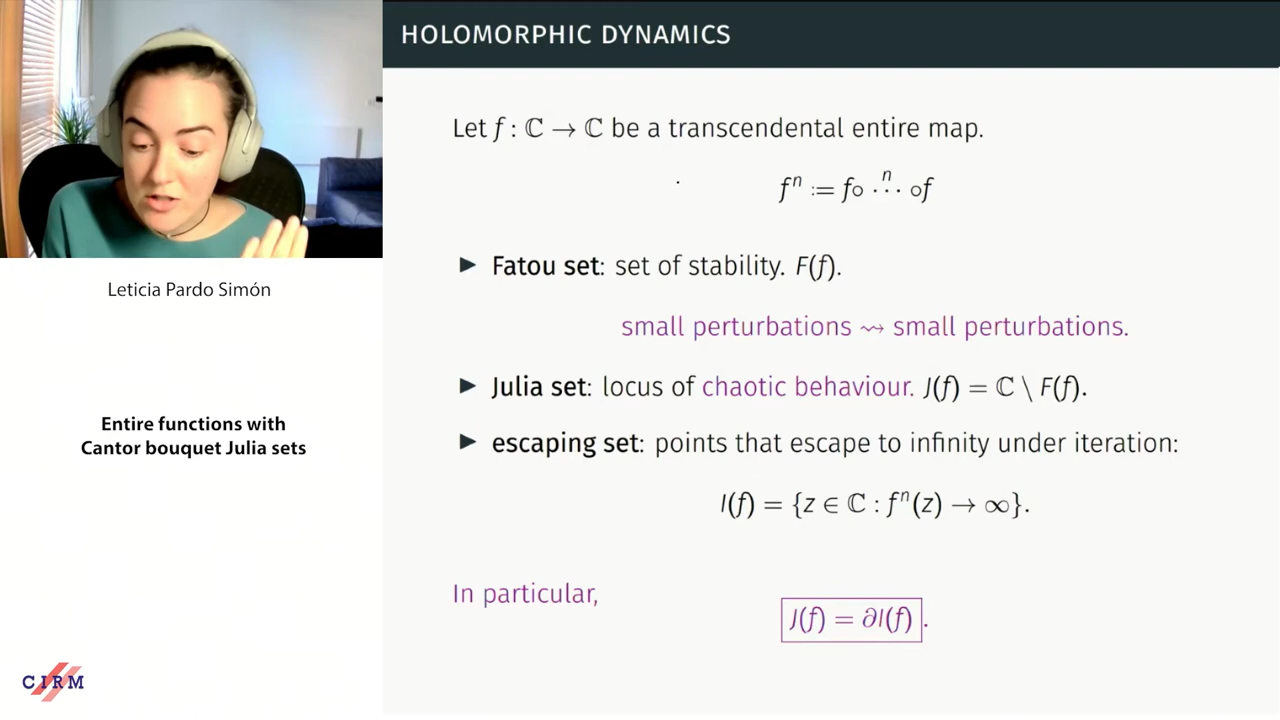 HOLOMORPHIC DYNAMICS
Let f : ℂ → ℂ be a transcendental entire map.
fⁿ := f∘ ·ⁿ· ∘f
▶ Fatou set: set of stability. F(f).
small perturbations ⇝ small perturbations.
▶ Julia set: locus of chaotic behaviour. J(f) = ℂ \ F(f).
▶ escaping set: points that escape to infinity under iteration:
I(f) = {z ∈ ℂ : fⁿ(z) → ∞}.
In particular,
J(f) = ∂I(f).
Leticia Pardo Simón
Entire functions with
Cantor bouquet Julia sets
CIRM